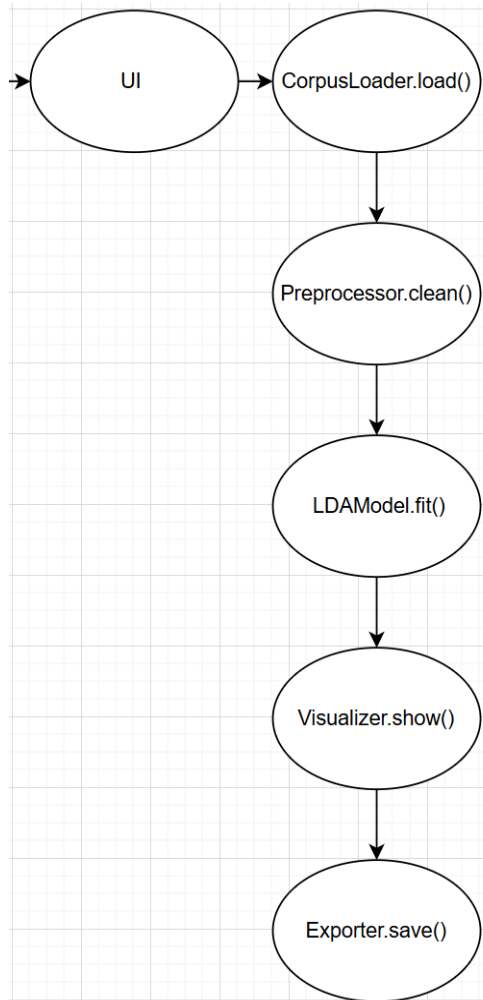 UI
CorpusLoader.load()
Preprocessor.clean()
LDAModel.fit()
Visualizer.show()
Exporter.save()